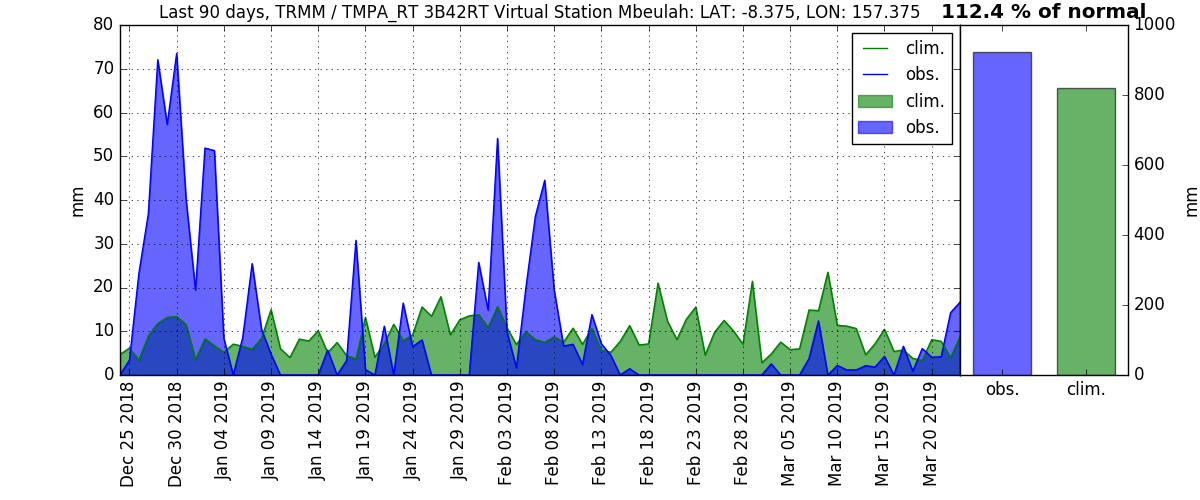 Last 90 days, TRMM / TMPA_RT 3B42RT Virtual Station Mbeulah: LAT: -8.375, LON: 157.375
112.4 % of normal
80
70
60
50
40
30
20
10
0
mm
clim.
obs.
clim.
obs.
Dec 25 2018
Dec 30 2018
Jan 04 2019
Jan 09 2019
Jan 14 2019
Jan 19 2019
Jan 24 2019
Jan 29 2019
Feb 03 2019
Feb 08 2019
Feb 13 2019
Feb 18 2019
Feb 23 2019
Feb 28 2019
Mar 05 2019
Mar 10 2019
Mar 15 2019
Mar 20 2019
1000
800
600
400
200
0
mm
obs.
clim.